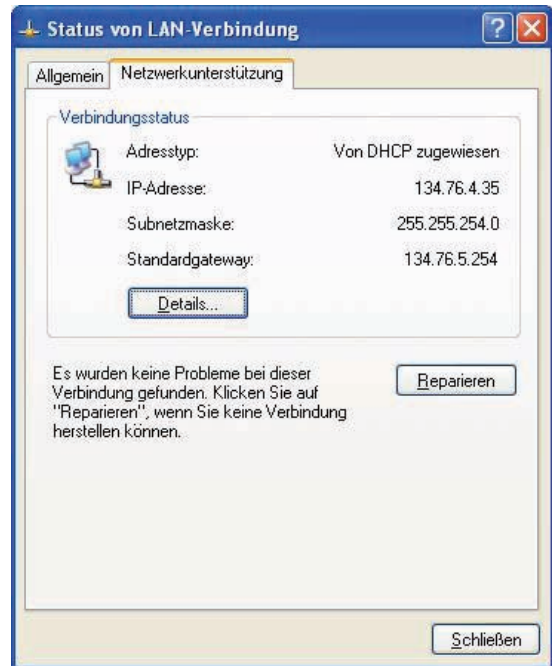 Status von LAN-Verbindung
Allgemein Netzwerkunterstützung
Verbindungsstatus
Adresstyp: Von DHCP zugewiesen
IP-Adresse: 134.76.4.35
Subnetzmaske: 255.255.254.0
Standardgateway: 134.76.5.254
Details...
Es wurden keine Probleme bei dieser
Verbindung gefunden. Klicken Sie auf
"Reparieren", wenn Sie keine Verbindung
herstellen können.
Reparieren
Schließen